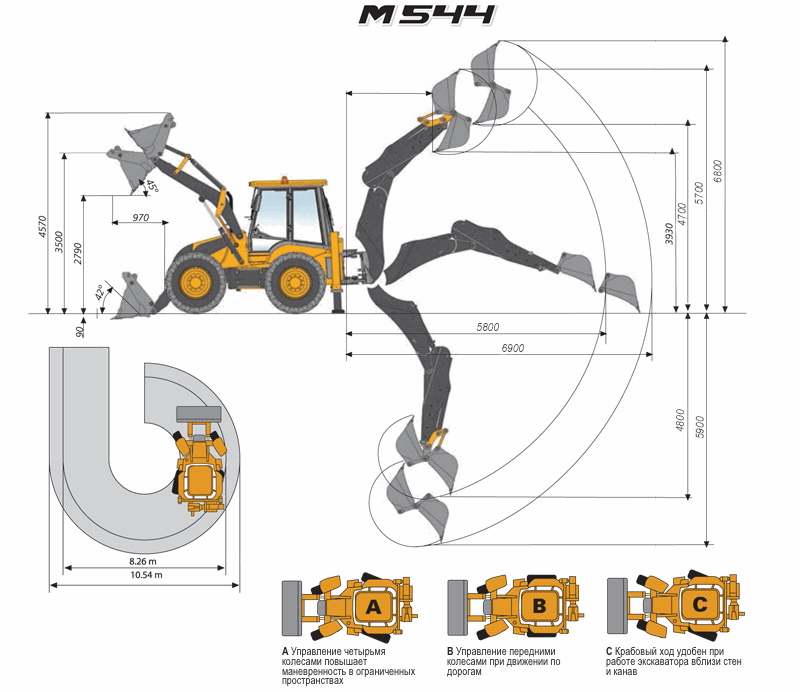 M 544
6800
5700
4700
3930
4570
3500
2790
45°
970
42°
90
5800
6900
4800
5900
8.26 m
10.54 m
A
B
C
A Управление четырьмя
колесами повышает
маневренность в ограниченных
пространствах
B Управление передними
колесами при движении по
дорогам
C Крабовый ход удобен при
работе экскаватора вблизи стен
и канав